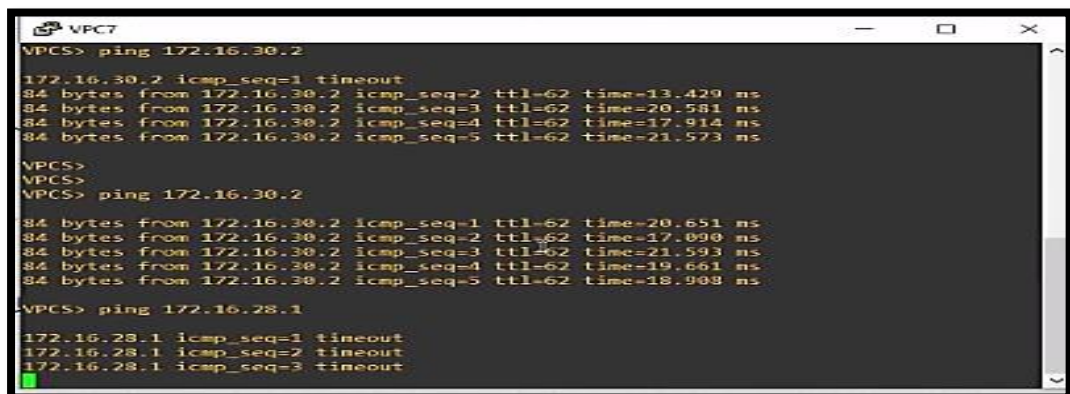 VPC7
VPCS> ping 172.16.30.2
172.16.30.2 icmp_seq=1 timeout
84 bytes from 172.16.30.2 icmp_seq=2 ttl=62 time=13.429 ms
84 bytes from 172.16.30.2 icmp_seq=3 ttl=62 time=20.581 ms
84 bytes from 172.16.30.2 icmp_seq=4 ttl=62 time=17.914 ms
84 bytes from 172.16.30.2 icmp_seq=5 ttl=62 time=21.573 ms
VPCS>
VPCS>
VPCS> ping 172.16.30.2
84 bytes from 172.16.30.2 icmp_seq=1 ttl=62 time=20.651 ms
84 bytes from 172.16.30.2 icmp_seq=2 ttl=62 time=17.090 ms
84 bytes from 172.16.30.2 icmp_seq=3 ttl=62 time=21.593 ms
84 bytes from 172.16.30.2 icmp_seq=4 ttl=62 time=19.661 ms
84 bytes from 172.16.30.2 icmp_seq=5 ttl=62 time=18.908 ms
VPCS> ping 172.16.28.1
172.16.28.1 icmp_seq=1 timeout
172.16.28.1 icmp_seq=2 timeout
172.16.28.1 icmp_seq=3 timeout